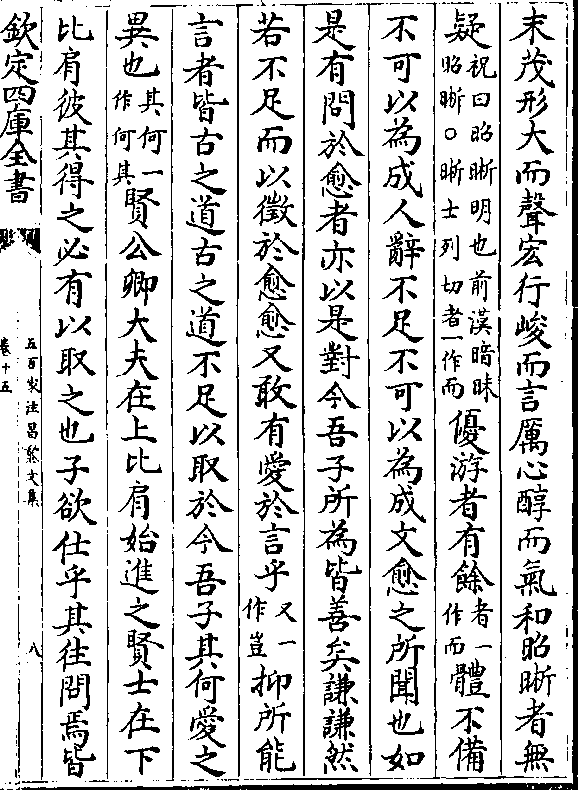 末茂形大而聲宏行峻而言厲心醇而氣和昭晰者無
疑祝曰昭晰明也前漢暗昧昭晰○晰士列切者一作而優游者有餘者一作而體不備
不可以為成人辭不足不可以為成文愈之所聞也如
是有問於愈者亦以是對今吾子所為皆善矣謙謙然
若不足而以徵於愈愈又敢有愛於言乎又一作豈抑所能
言者皆古之道古之道不足以取於今吾子其何愛之
異也其何一作何其賢公卿大夫在上比肩始進之賢士在下
比肩彼其得之必有以取之也子欲仕乎其往問焉皆
欽定四庫全書
五百家注昌黎文集
卷十五
八